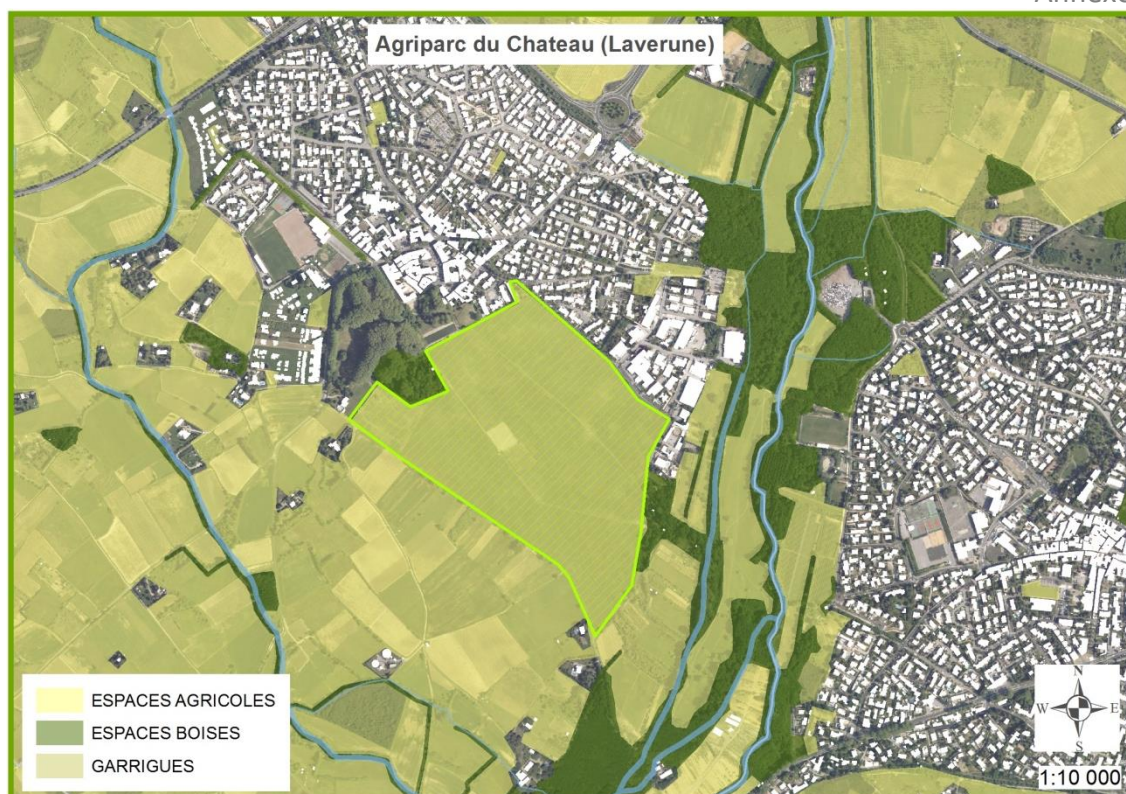 Agriparc du Chateau (Laverune)
ESPACES AGRICOLES
ESPACES BOISES
GARRIGUES
N
W E
S
1:10 000